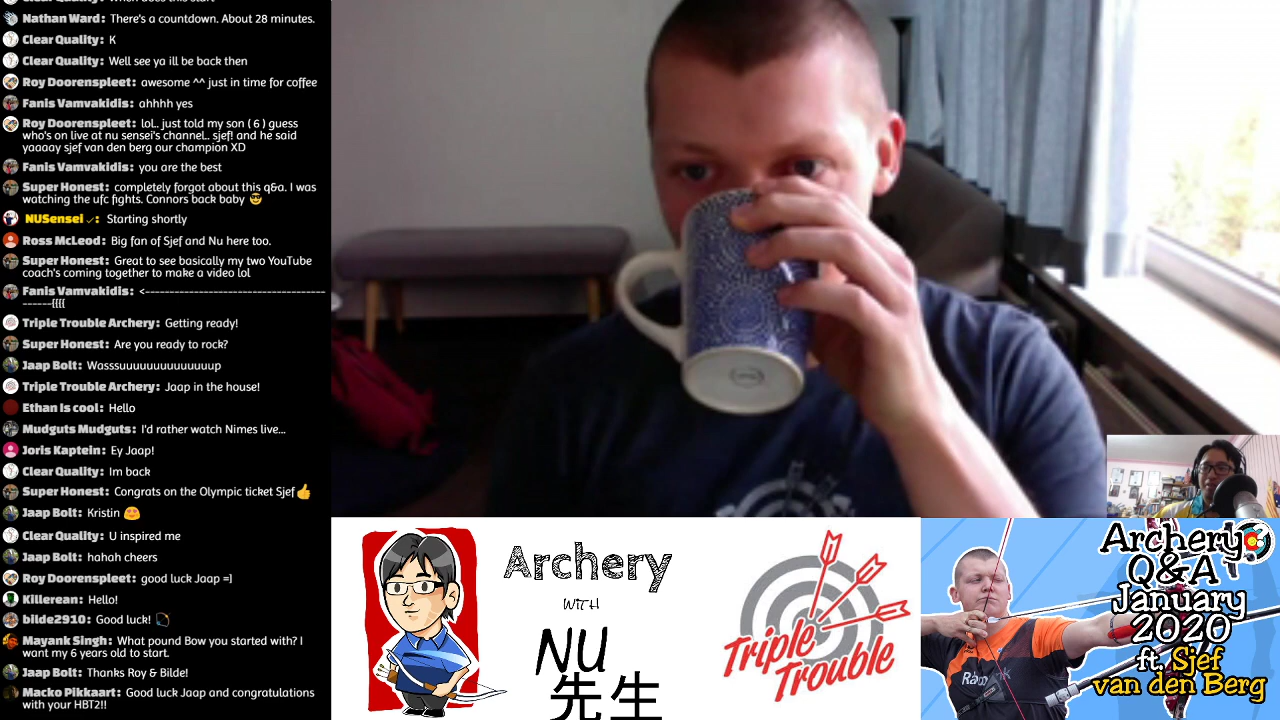 Clear Quality: When does this start
Nathan Ward: There's a countdown. About 28 minutes.
Clear Quality: K
Clear Quality: Well see ya ill be back then
Roy Doorenspleet: awesome ^^ just in time for coffee
Fanis Vamvakidis: ahhhh yes
Roy Doorenspleet: lol.. just told my son ( 6 ) guess
who's on live at nu sensei's channel.. sjef! and he said
yaaaay sjef van den berg our champion XD
Fanis Vamvakidis: you are the best
Super Honest: completely forgot about this q&a. I was
watching the ufc fights. Connors back baby 😎
NUSensei ✓: Starting shortly
Ross McLeod: Big fan of Sjef and Nu here too.
Super Honest: Great to see basically my two YouTube
coach's coming together to make a video lol
Fanis Vamvakidis: <--------------------------------------
------{{{{
Triple Trouble Archery: Getting ready!
Super Honest: Are you ready to rock?
Jaap Bolt: Wasssuuuuuuuuuuuuuup
Triple Trouble Archery: Jaap in the house!
Ethan Is cool: Hello
Mudguts Mudguts: I'd rather watch Nimes live...
Joris Kaptein: Ey Jaap!
Clear Quality: Im back
Super Honest: Congrats on the Olympic ticket Sjef👍
Jaap Bolt: Kristin 😍
Clear Quality: U inspired me
Jaap Bolt: hahah cheers
Roy Doorenspleet: good luck Jaap =]
Killerean: Hello!
bilde2910: Good luck! 🏹
Mayank Singh: What pound Bow you started with? I
want my 6 years old to start.
Jaap Bolt: Thanks Roy & Bilde!
Macko Pikkaart: Good luck Jaap and congratulations
with your HBT2!!
Archery
WITH
NU
先生
Triple
Trouble
Archery
Q&A
January
2020
ft. Sjef
van den Berg